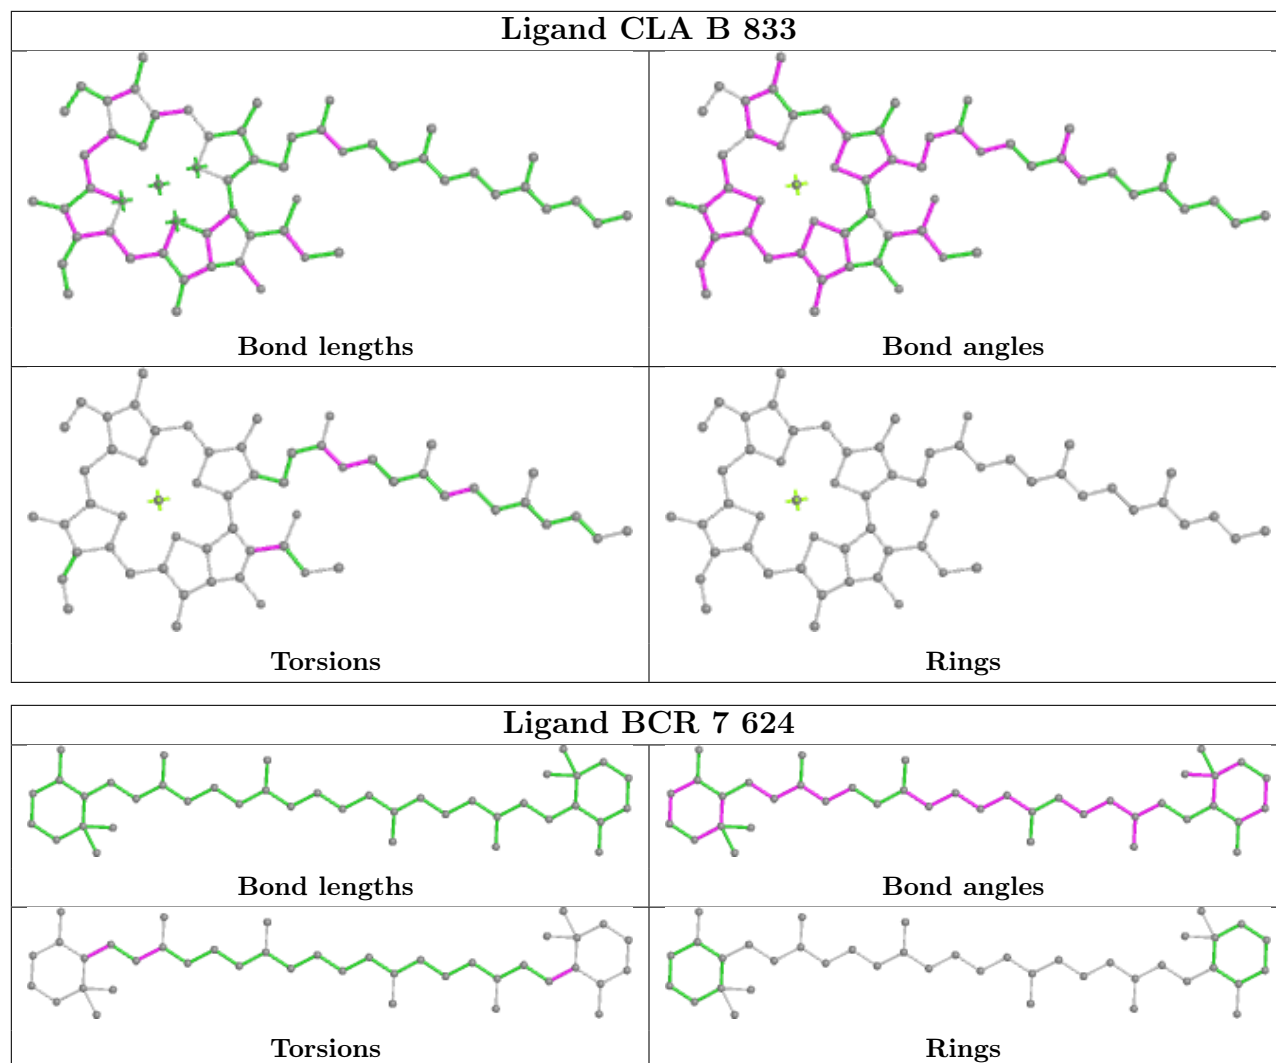 Ligand CLA B 833
Bond lengths
Bond angles
Torsions
Rings
Ligand BCR 7 624
Bond lengths
Bond angles
Torsions
Rings